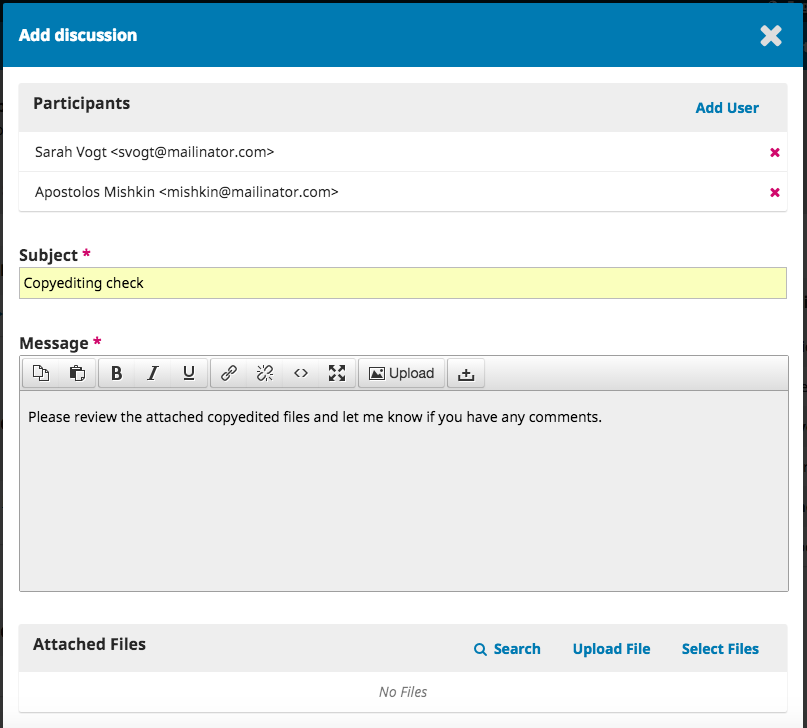 Add discussion
Participants
Add User
Sarah Vogt <svogt@mailinator.com>
Apostolos Mishkin <mishkin@mailinator.com>
Subject *
Copyediting check
Message *
B I U Upload
Please review the attached copyedited files and let me know if you have any comments.
Attached Files
Search Upload File Select Files
No Files